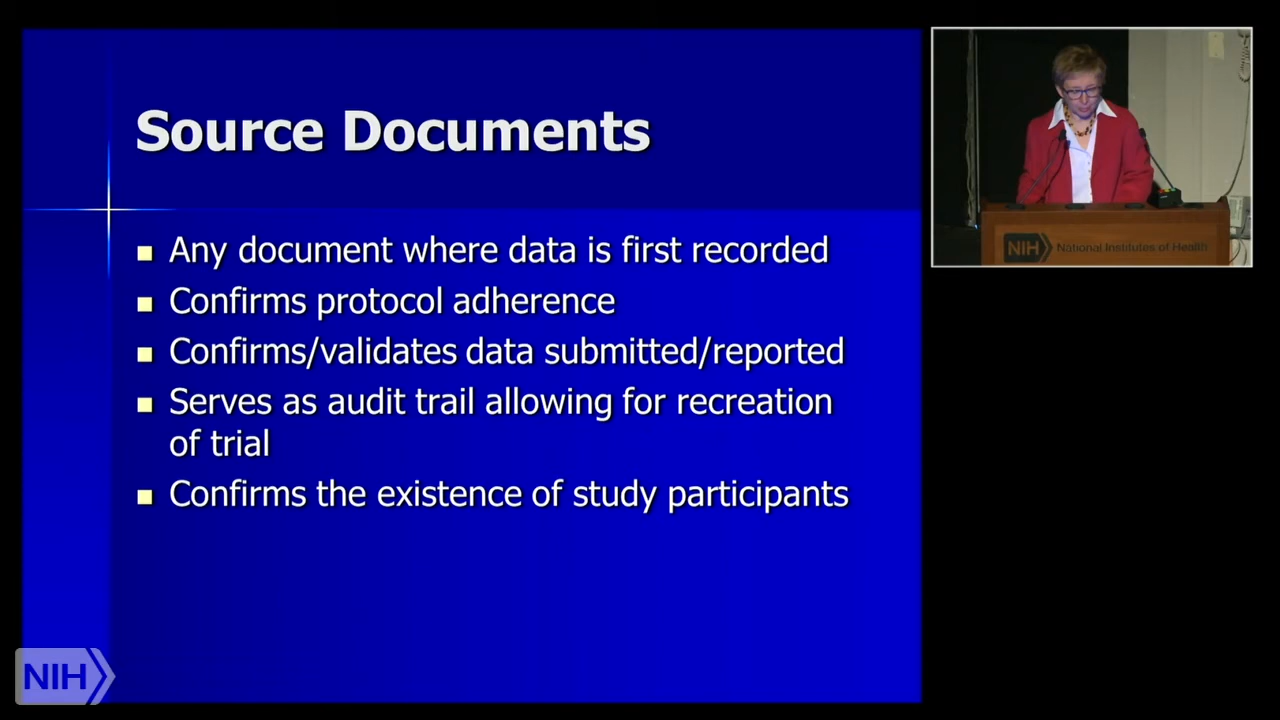 Source Documents
Any document where data is first recorded
Confirms protocol adherence
Confirms/validates data submitted/reported
Serves as audit trail allowing for recreation
of trial
Confirms the existence of study participants
NIH National Institutes of Health
NIH